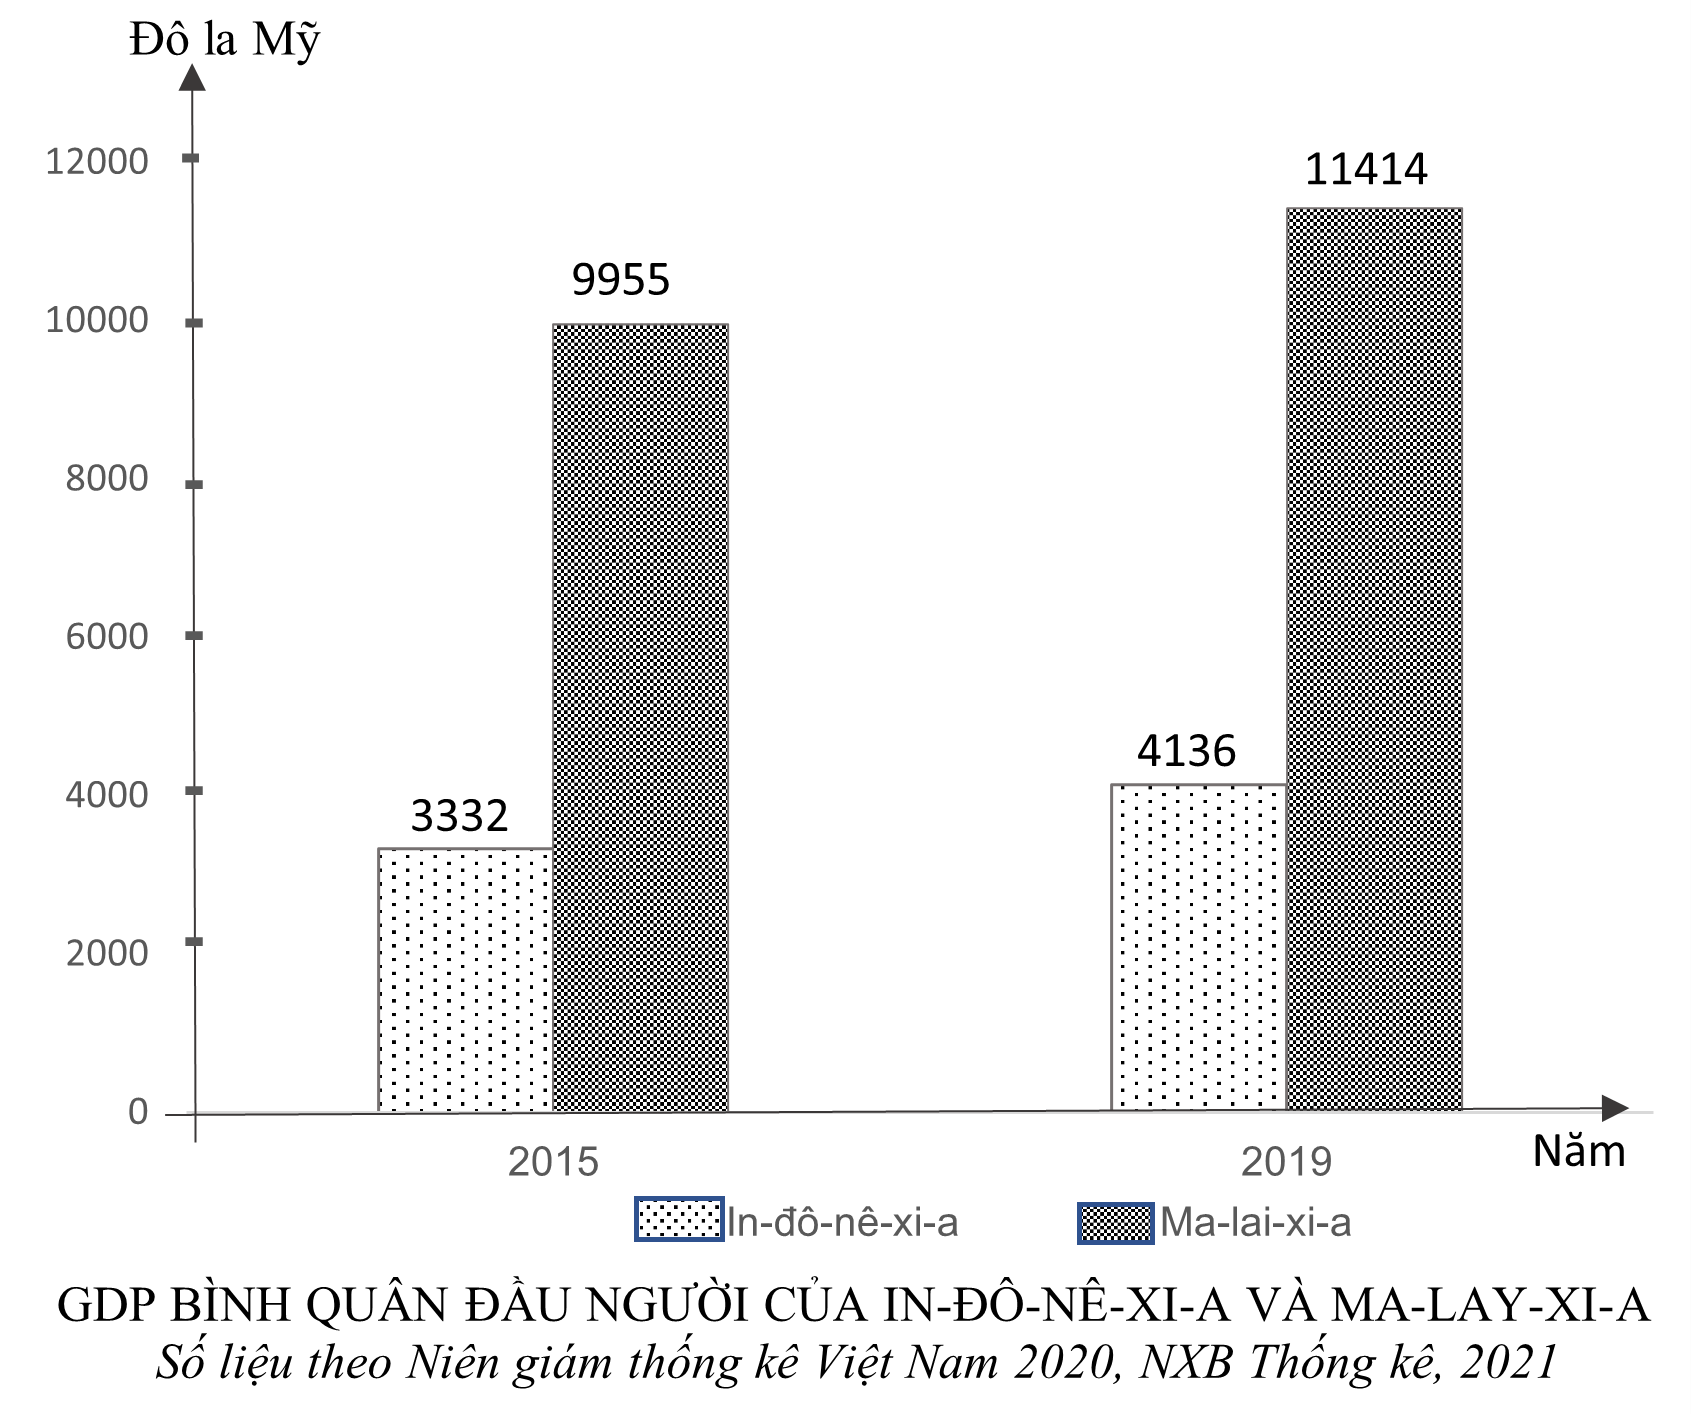 Đô la Mỹ
12000
10000
8000
6000
4000
2000
0
3332
9955
4136
11414
2015
2019
Năm
In-đô-nê-xi-a
Ma-lai-xi-a
GDP BÌNH QUÂN ĐẦU NGƯỜI CỦA IN-ĐÔ-NÊ-XI-A VÀ MA-LAY-XI-A
Số liệu theo Niên giám thống kê Việt Nam 2020, NXB Thống kê, 2021